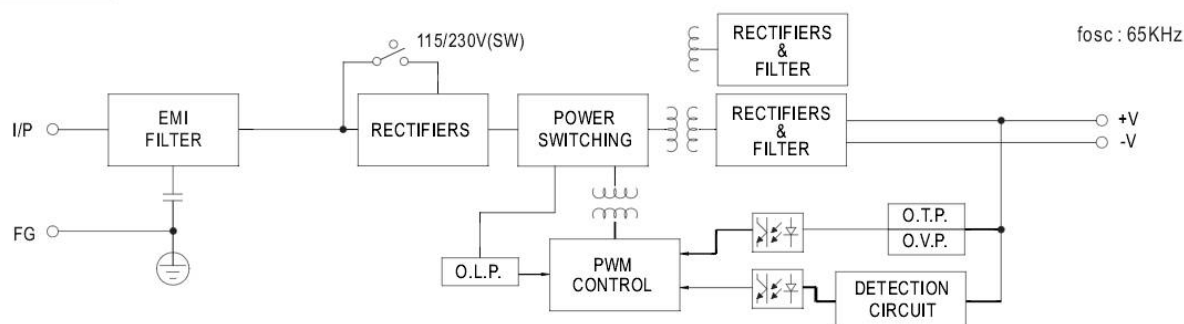 115/230V(SW)
RECTIFIERS
&
FILTER
fosc : 65KHz
I/P
EMI
FILTER
RECTIFIERS
POWER
SWITCHING
RECTIFIERS
&
FILTER
+V
-V
FG
O.L.P.
PWM
CONTROL
O.T.P.
O.V.P.
DETECTION
CIRCUIT